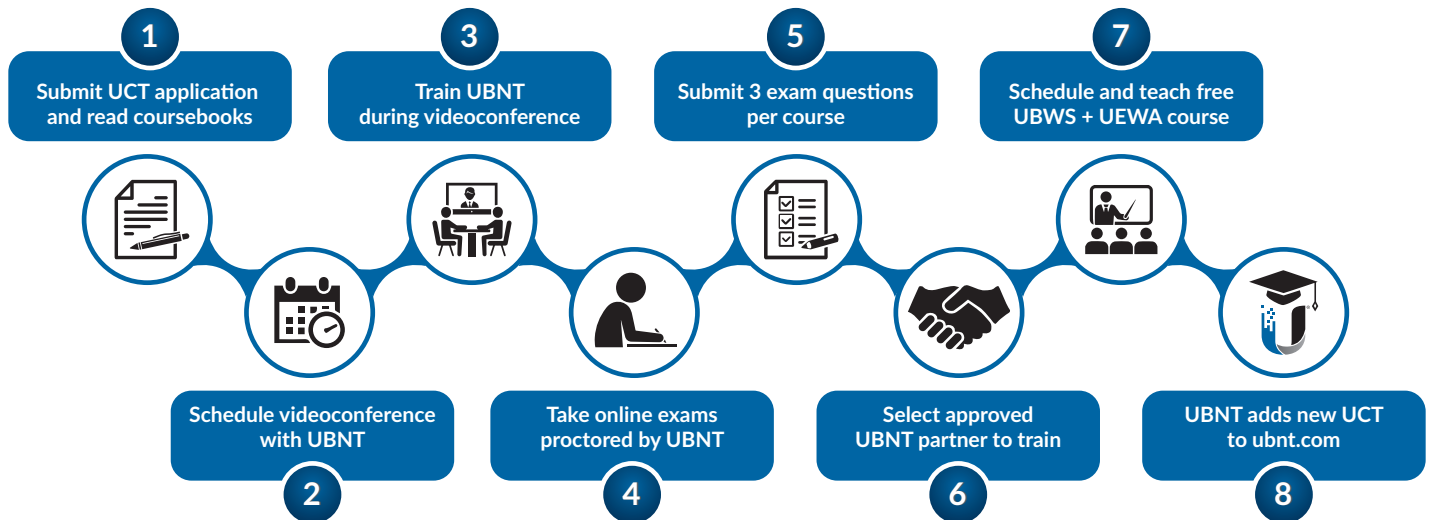 1
Submit UCT application
and read coursebooks
2
Schedule videoconference
with UBNT
3
Train UBNT
during videoconference
4
Take online exams
proctored by UBNT
5
Submit 3 exam questions
per course
6
Select approved
UBNT partner to train
7
Schedule and teach free
UBWS + UEWA course
8
UBNT adds new UCT
to ubnt.com